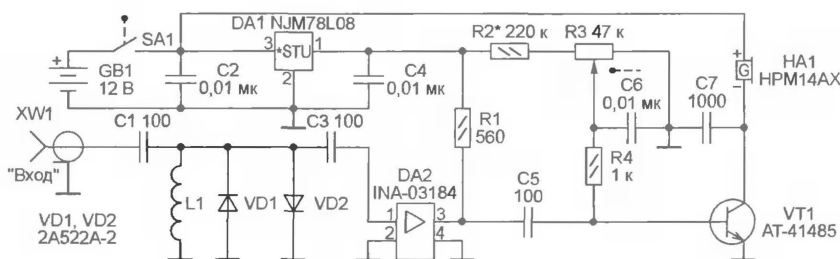 DA1 NJM78L08
R2* 220 к
R3 47 к
SA1
3
*STU
1
2
+
GB1
12 В
C2
0,01 мк
C4
0,01 мк
C6
0,01 мк
C7
1000
+
G
−
HA1
HPM14AX
XW1
C1 100
C3 100
R1
560
R4
1 к
"Вход"
DA2
INA-03184
C5
100
L1
VD1
VD2
1
2
3
4
VT1
AT-41485
VD1, VD2
2А522А-2